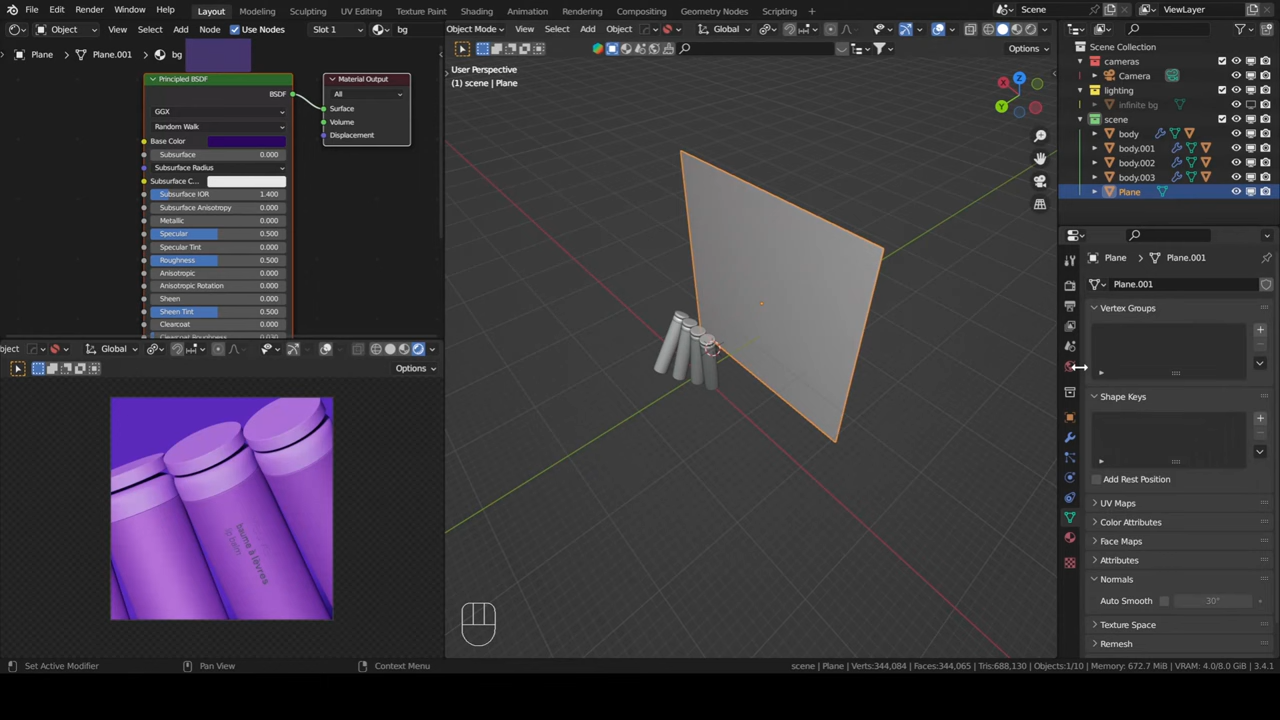 File Edit Render Window Help Layout Modeling Sculpting UV Editing Texture Paint Shading Animation Rendering Compositing Geometry Nodes Scripting Scene ViewLayer
Object View Select Add Node Use Nodes Slot 1 bg
Plane Plane.001 bg
Principled BSDF
BSDF
GGX
Random Walk
Base Color
Subsurface 0.000
Subsurface Radius
Subsurface C...
Subsurface IOR 1.400
Subsurface Anisotropy 0.000
Metallic 0.000
Specular 0.500
Specular Tint 0.000
Roughness 0.500
Anisotropic 0.000
Anisotropic Rotation 0.000
Sheen 0.000
Sheen Tint 0.500
Clearcoat 0.000
Clearcoat Roughness 0.030
Material Output
All
Surface
Volume
Displacement
Object Mode View Select Add Object Global
Options
User Perspective
(1) scene | Plane
X
Y
Z
Scene Collection
cameras
Camera
lighting
infinite bg
scene
body
body.001
body.002
body.003
Plane
Plane Plane.001
Plane.001
Vertex Groups
Shape Keys
Add Rest Position
UV Maps
Color Attributes
Face Maps
Attributes
Normals
Auto Smooth 30°
Texture Space
Remesh
bject Global
Options
baume à lèvres
lip balm
Set Active Modifier Pan View Context Menu scene | Plane | Verts:344,084 | Faces:344,065 | Tris:688,130 | Objects:1/10 | Memory: 672.7 MiB | VRAM: 4.0/8.0 GiB | 3.4.1